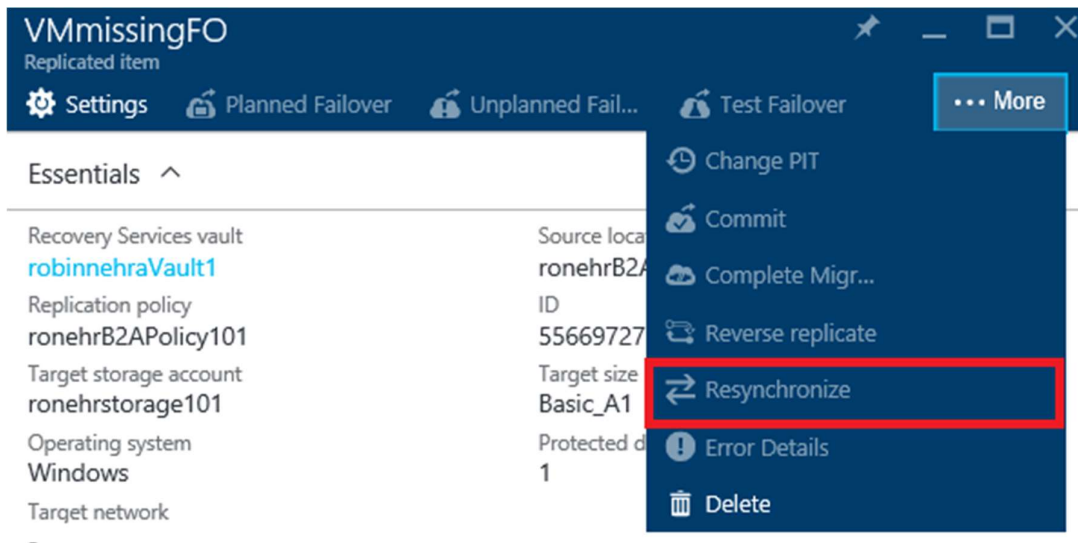 VMmissingFO
Replicated item
Settings Planned Failover Unplanned Fail... Test Failover ... More
Essentials
Change PIT
Commit
Complete Migr...
Reverse replicate
Resynchronize
Error Details
Delete
Recovery Services vault Source loca
robinnehraVault1 ronehrB2A
Replication policy ID
ronehrB2APolicy101 55669727
Target storage account Target size
ronehrstorage101 Basic_A1
Operating system Protected d
Windows 1
Target network